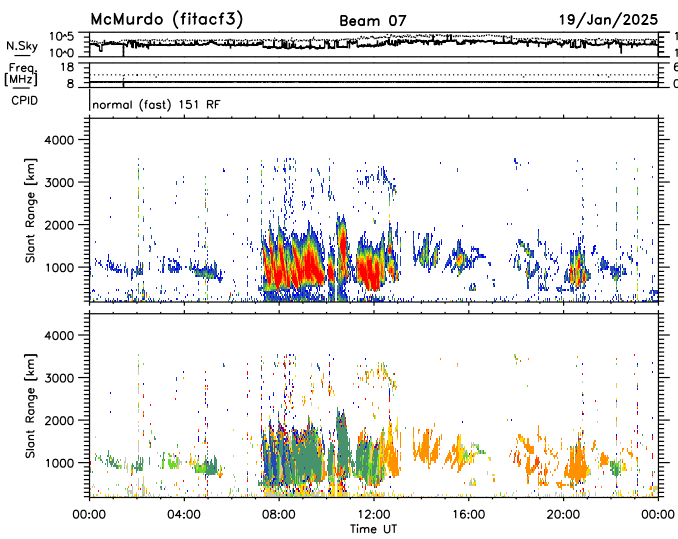 McMurdo (fitacf3) Beam 07 19/Jan/2025
N.Sky 10^5
10^0
Freq. 18 6
[MHz] 8 0
CPID normal (fast) 151 RF
4000
3000
2000
1000
Slant Range [km]
4000
3000
2000
1000
Slant Range [km]
00:00 04:00 08:00 12:00 16:00 20:00 00:00
Time UT